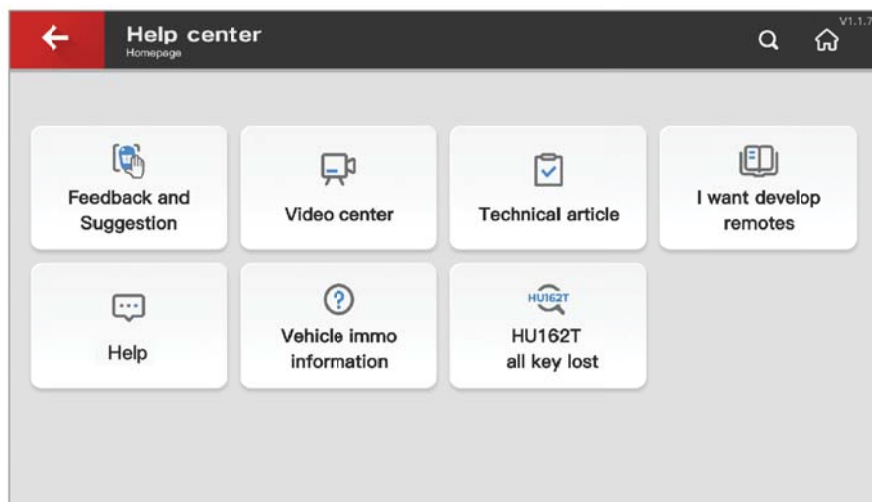 Help center
Homepage
V1.1.7
Feedback and
Suggestion
Video center
Technical article
I want develop
remotes
Help
Vehicle immo
information
HU162T
HU162T
all key lost